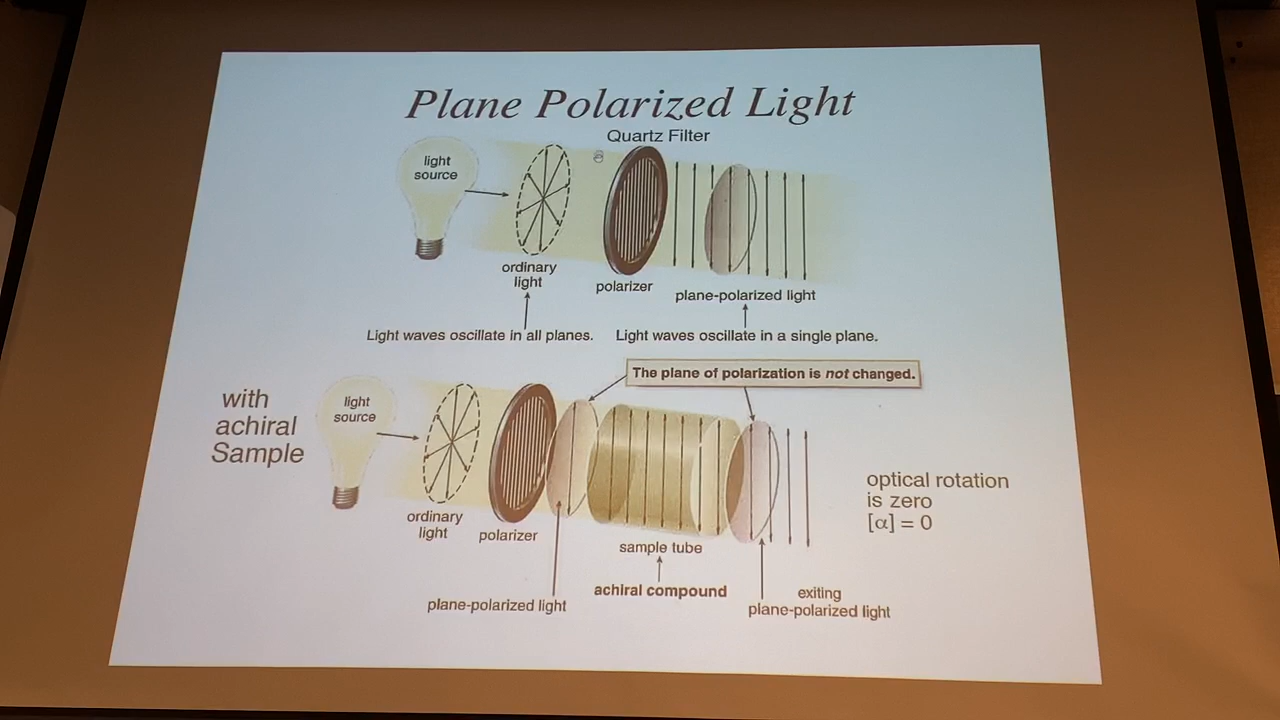 Plane Polarized Light
Quartz Filter
light
source
ordinary
light
polarizer
plane-polarized light
Light waves oscillate in all planes.
Light waves oscillate in a single plane.
The plane of polarization is not changed.
with
achiral
Sample
light
source
ordinary
light
polarizer
sample tube
achiral compound
plane-polarized light
exiting
plane-polarized light
optical rotation
is zero
[α] = 0